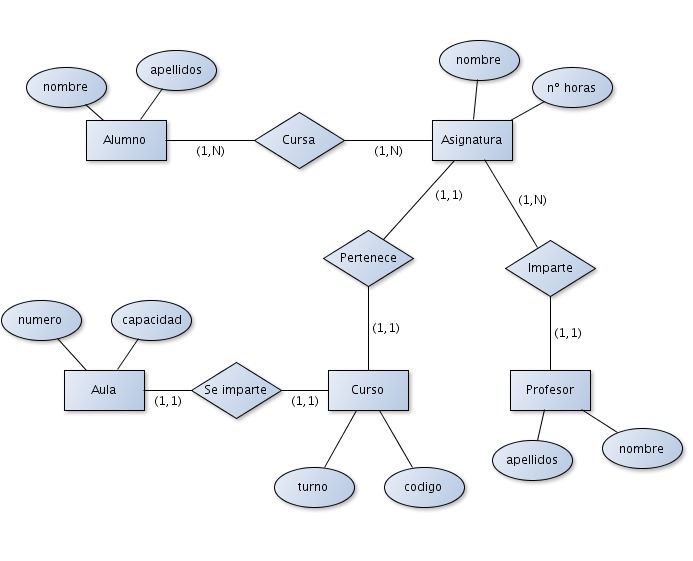 nombre
apellidos
nombre
n° horas
Alumno
Cursa
Asignatura
(1,N)
(1,N)
(1,1)
(1,N)
Pertenece
Imparte
numero
capacidad
(1,1)
(1,1)
Aula
Se imparte
Curso
Profesor
(1,1)
(1,1)
apellidos
nombre
turno
codigo